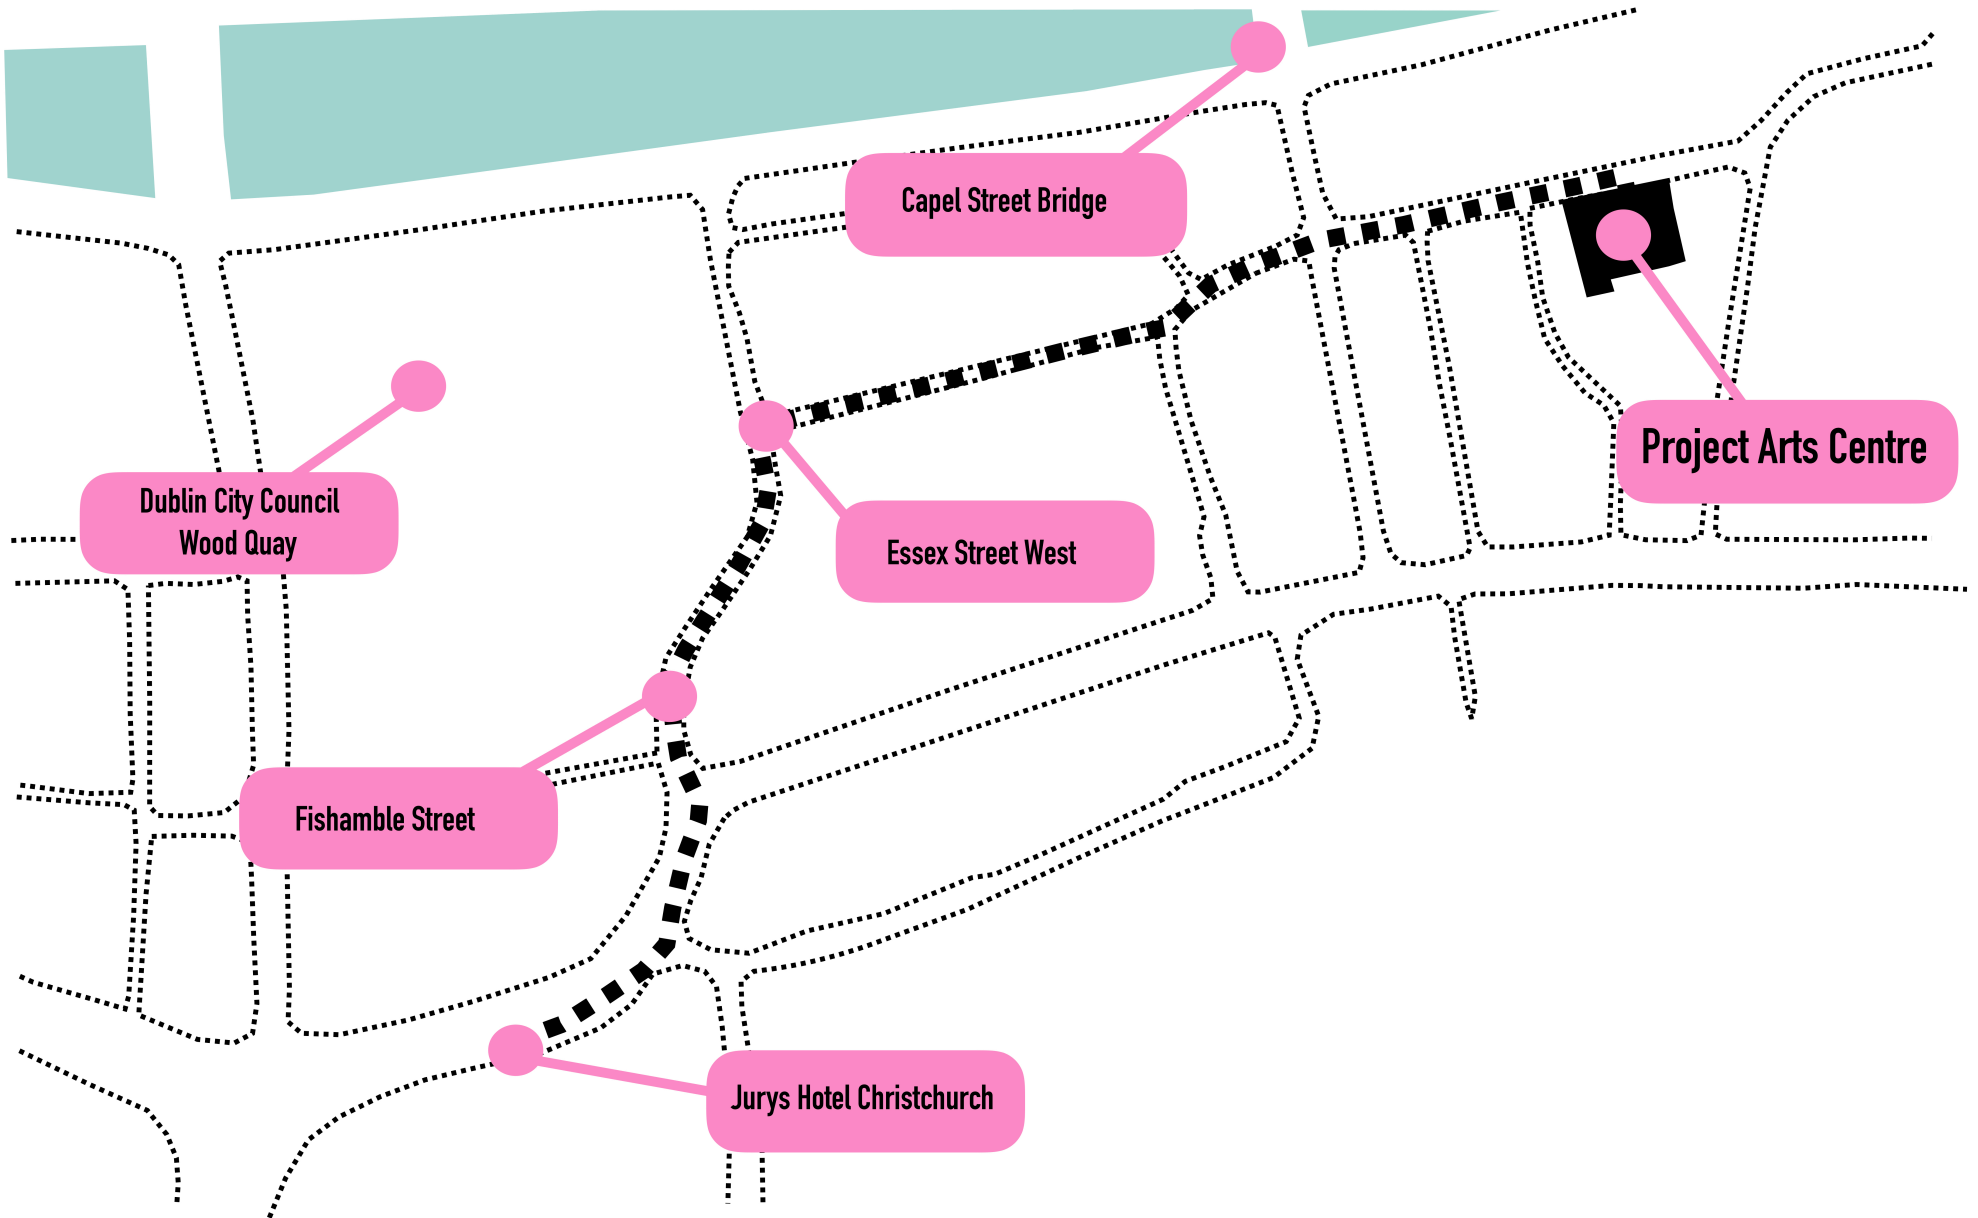 Capel Street Bridge
Project Arts Centre
Dublin City Council
Wood Quay
Essex Street West
Fishamble Street
Jurys Hotel Christchurch